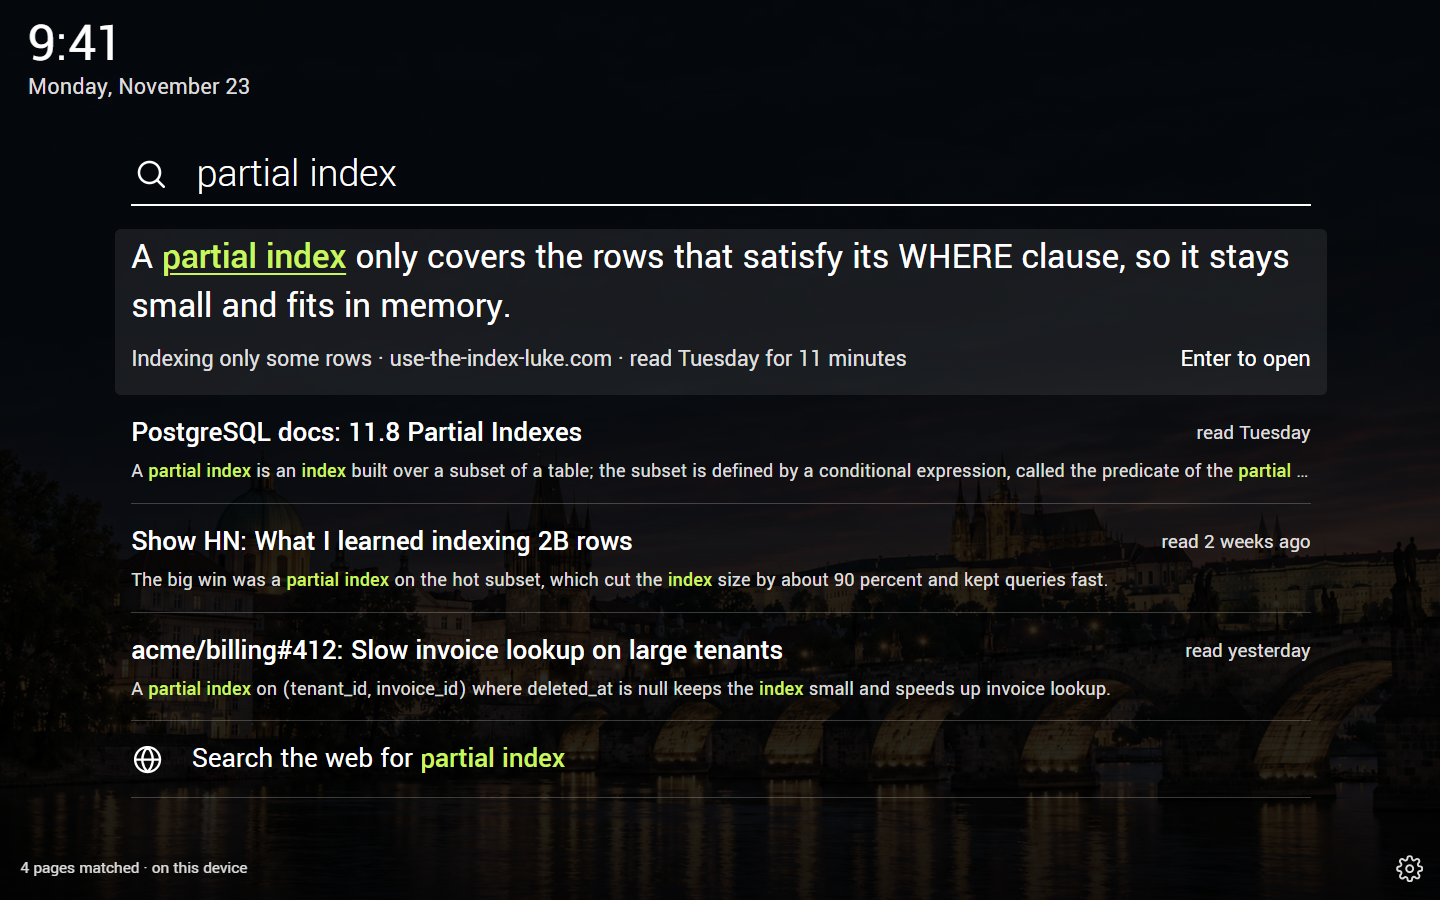 9:41
Monday, November 23
partial index
A partial index only covers the rows that satisfy its WHERE clause, so it stays
small and fits in memory.
Indexing only some rows · use-the-index-luke.com · read Tuesday for 11 minutes
Enter to open
PostgreSQL docs: 11.8 Partial Indexes
read Tuesday
A partial index is an index built over a subset of a table; the subset is defined by a conditional expression, called the predicate of the partial ...
Show HN: What I learned indexing 2B rows
read 2 weeks ago
The big win was a partial index on the hot subset, which cut the index size by about 90 percent and kept queries fast.
acme/billing#412: Slow invoice lookup on large tenants
read yesterday
A partial index on (tenant_id, invoice_id) where deleted_at is null keeps the index small and speeds up invoice lookup.
Search the web for partial index
4 pages matched · on this device